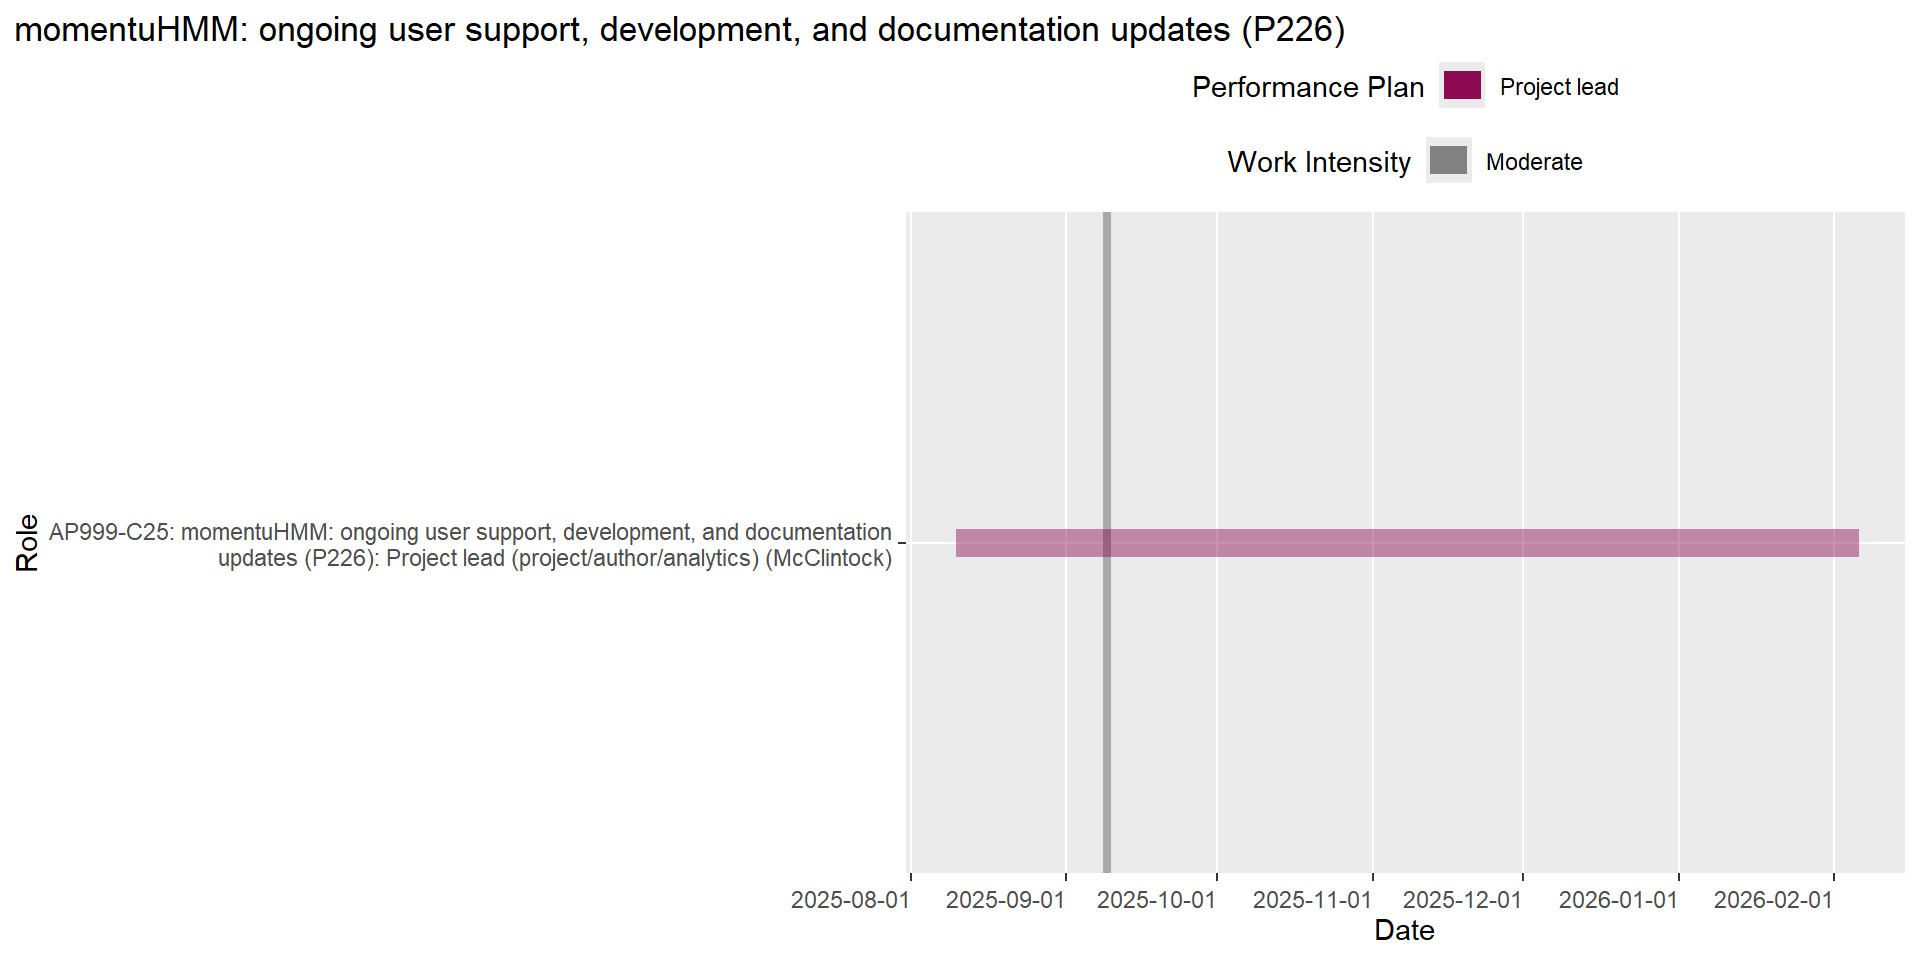 momentuHMM: ongoing user support, development, and documentation updates (P226)
Performance Plan
Project lead
Work Intensity
Moderate
Role
AP999-C25: momentuHMM: ongoing user support, development, and documentation
updates (P226): Project lead (project/author/analytics) (McClintock)
2025-08-01
2025-09-01
2025-10-01
2025-11-01
2025-12-01
2026-01-01
2026-02-01
Date